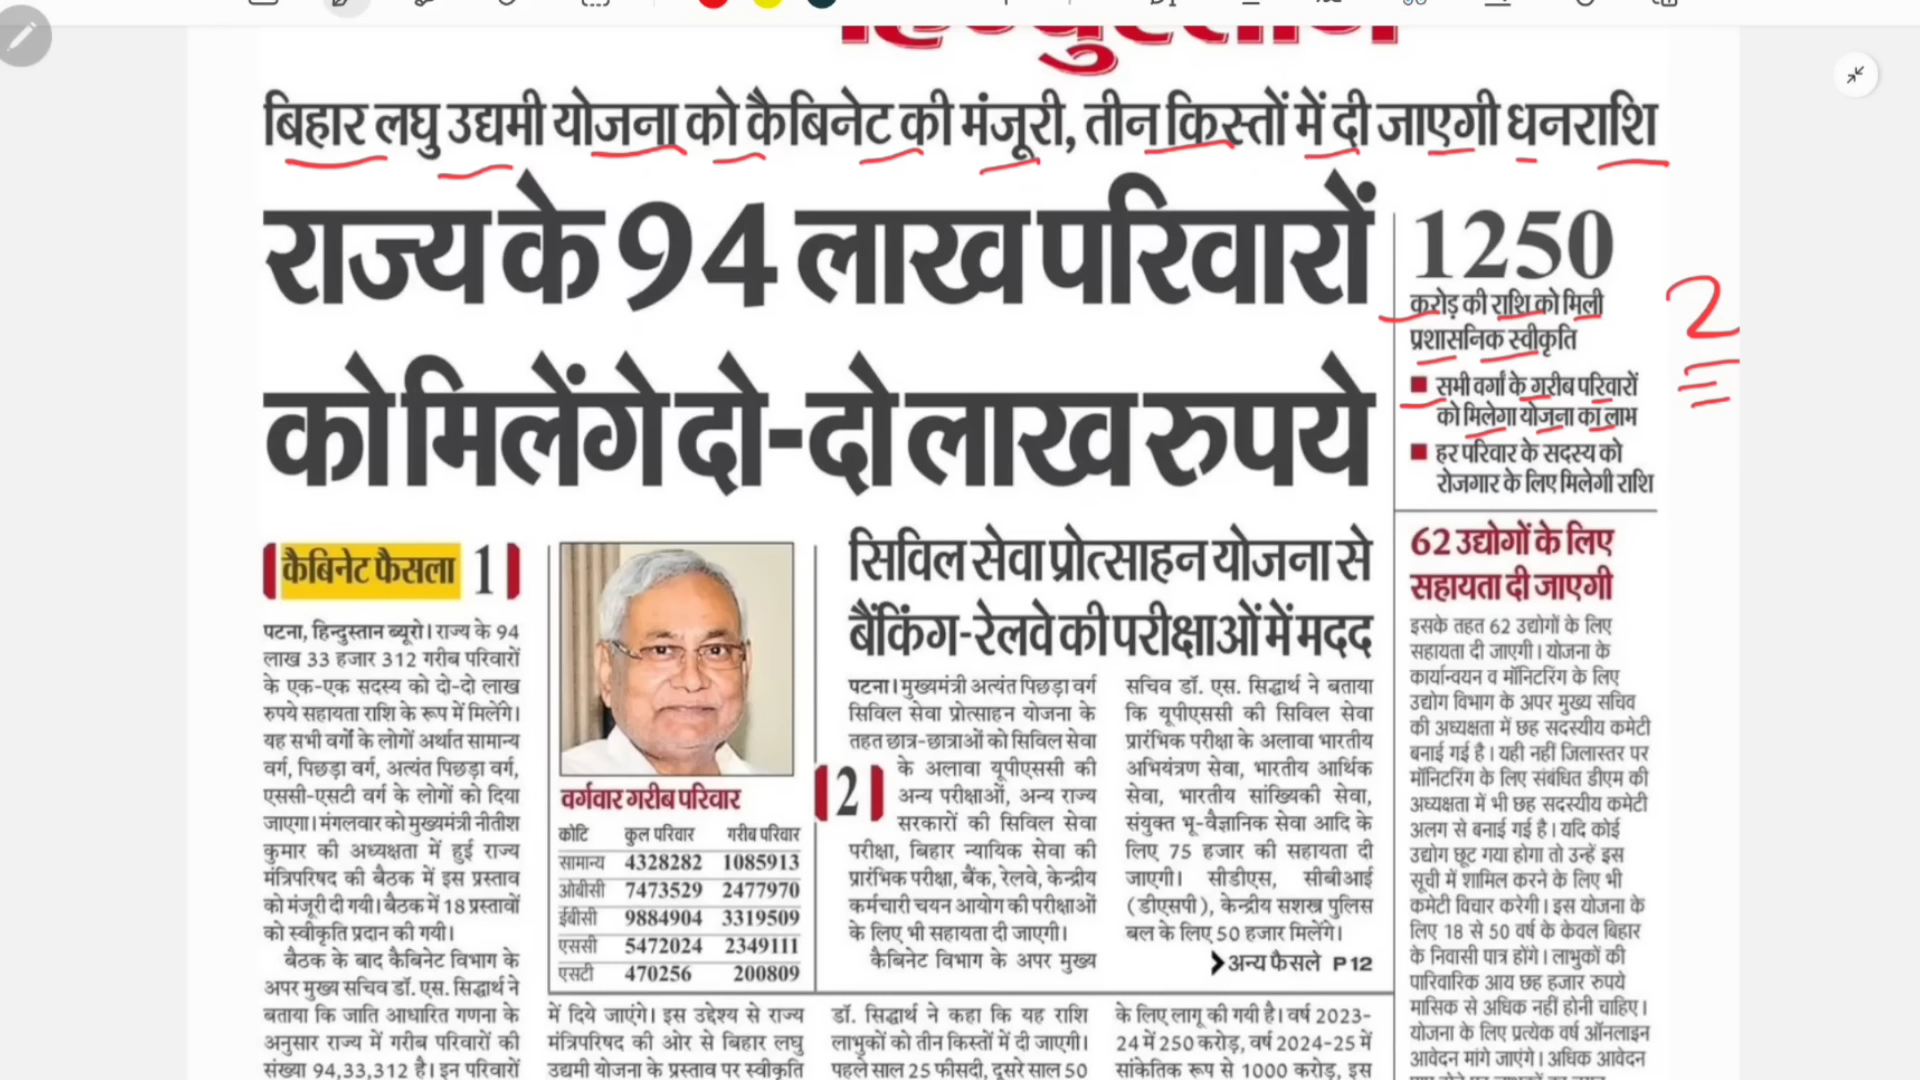 बिहार लघु उद्यमी योजना को कैबिनेट की मंजूरी, तीन किस्तों में दी जाएगी धनराशि
राज्य के 94 लाख परिवारों
को मिलेंगे दो-दो लाख रुपये
1250
करोड़ की राशि को मिली
प्रशासनिक स्वीकृति
सभी वर्गों के गरीब परिवारों
को मिलेगा योजना का लाभ
हर परिवार के सदस्य को
रोजगार के लिए मिलेगी राशि
2
कैबिनेट फैसला 1
पटना, हिन्दुस्तान ब्यूरो। राज्य के 94
लाख 33 हजार 312 गरीब परिवारों
के एक-एक सदस्य को दो-दो लाख
रुपये सहायता राशि के रूप में मिलेंगे।
यह सभी वर्गों के लोगों अर्थात सामान्य
वर्ग, पिछड़ा वर्ग, अत्यंत पिछड़ा वर्ग,
एससी-एसटी वर्ग के लोगों को दिया
जाएगा। मंगलवार को मुख्यमंत्री नीतीश
कुमार की अध्यक्षता में हुई राज्य
मंत्रिपरिषद की बैठक में इस प्रस्ताव
को मंजूरी दी गयी। बैठक में 18 प्रस्तावों
को स्वीकृति प्रदान की गयी।
बैठक के बाद कैबिनेट विभाग के
अपर मुख्य सचिव डॉ. एस. सिद्धार्थ ने
बताया कि जाति आधारित गणना के
अनुसार राज्य में गरीब परिवारों की
संख्या 94,33,312 है। इन परिवारों
वर्गवार गरीब परिवार
कोटि कुल परिवार गरीब परिवार
सामान्य 4328282 1085913
ओबीसी 7473529 2477970
ईबीसी 9884904 3319509
एससी 5472024 2349111
एसटी 470256 200809
में दिये जाएंगे। इस उद्देश्य से राज्य
मंत्रिपरिषद की ओर से बिहार लघु
उद्यमी योजना के प्रस्ताव पर स्वीकृति
सिविल सेवा प्रोत्साहन योजना से
बैंकिंग-रेलवे की परीक्षाओं में मदद
पटना। मुख्यमंत्री अत्यंत पिछड़ा वर्ग
सिविल सेवा प्रोत्साहन योजना के
तहत छात्र-छात्राओं को सिविल सेवा
के अलावा यूपीएससी की
2 अन्य परीक्षाओं, अन्य राज्य
सरकारों की सिविल सेवा
परीक्षा, बिहार न्यायिक सेवा की
प्रारंभिक परीक्षा, बैंक, रेलवे, केन्द्रीय
कर्मचारी चयन आयोग की परीक्षाओं
के लिए भी सहायता दी जाएगी।
कैबिनेट विभाग के अपर मुख्य
सचिव डॉ. एस. सिद्धार्थ ने बताया
कि यूपीएससी की सिविल सेवा
प्रारंभिक परीक्षा के अलावा भारतीय
अभियंत्रण सेवा, भारतीय आर्थिक
सेवा, भारतीय सांख्यिकी सेवा,
संयुक्त भू-वैज्ञानिक सेवा आदि के
लिए 75 हजार की सहायता दी
जाएगी। सीडीएस, सीबीआई
(डीएसपी), केन्द्रीय सशस्त्र पुलिस
बल के लिए 50 हजार मिलेंगे।
अन्य फैसले P 12
डॉ. सिद्धार्थ ने कहा कि यह राशि
लाभुकों को तीन किस्तों में दी जाएगी।
पहले साल 25 फीसदी, दूसरे साल 50
के लिए लागू की गयी है। वर्ष 2023-
24 में 250 करोड़, वर्ष 2024-25 में
सांकेतिक रूप से 1000 करोड़, इस
62 उद्योगों के लिए
सहायता दी जाएगी
इसके तहत 62 उद्योगों के लिए
सहायता दी जाएगी। योजना के
कार्यान्वयन व मॉनिटरिंग के लिए
उद्योग विभाग के अपर मुख्य सचिव
की अध्यक्षता में छह सदस्यीय कमेटी
बनाई गई है। यही नहीं जिलास्तर पर
मॉनिटरिंग के लिए संबंधित डीएम की
अध्यक्षता में भी छह सदस्यीय कमेटी
अलग से बनाई गई है। यदि कोई
उद्योग छूट गया होगा तो उन्हें इस
सूची में शामिल करने के लिए भी
कमेटी विचार करेगी। इस योजना के
लिए 18 से 50 वर्ष के केवल बिहार
के निवासी पात्र होंगे। लाभुकों की
पारिवारिक आय छह हजार रुपये
मासिक से अधिक नहीं होनी चाहिए।
योजना के लिए प्रत्येक वर्ष ऑनलाइन
आवेदन मांगे जाएंगे। अधिक आवेदन